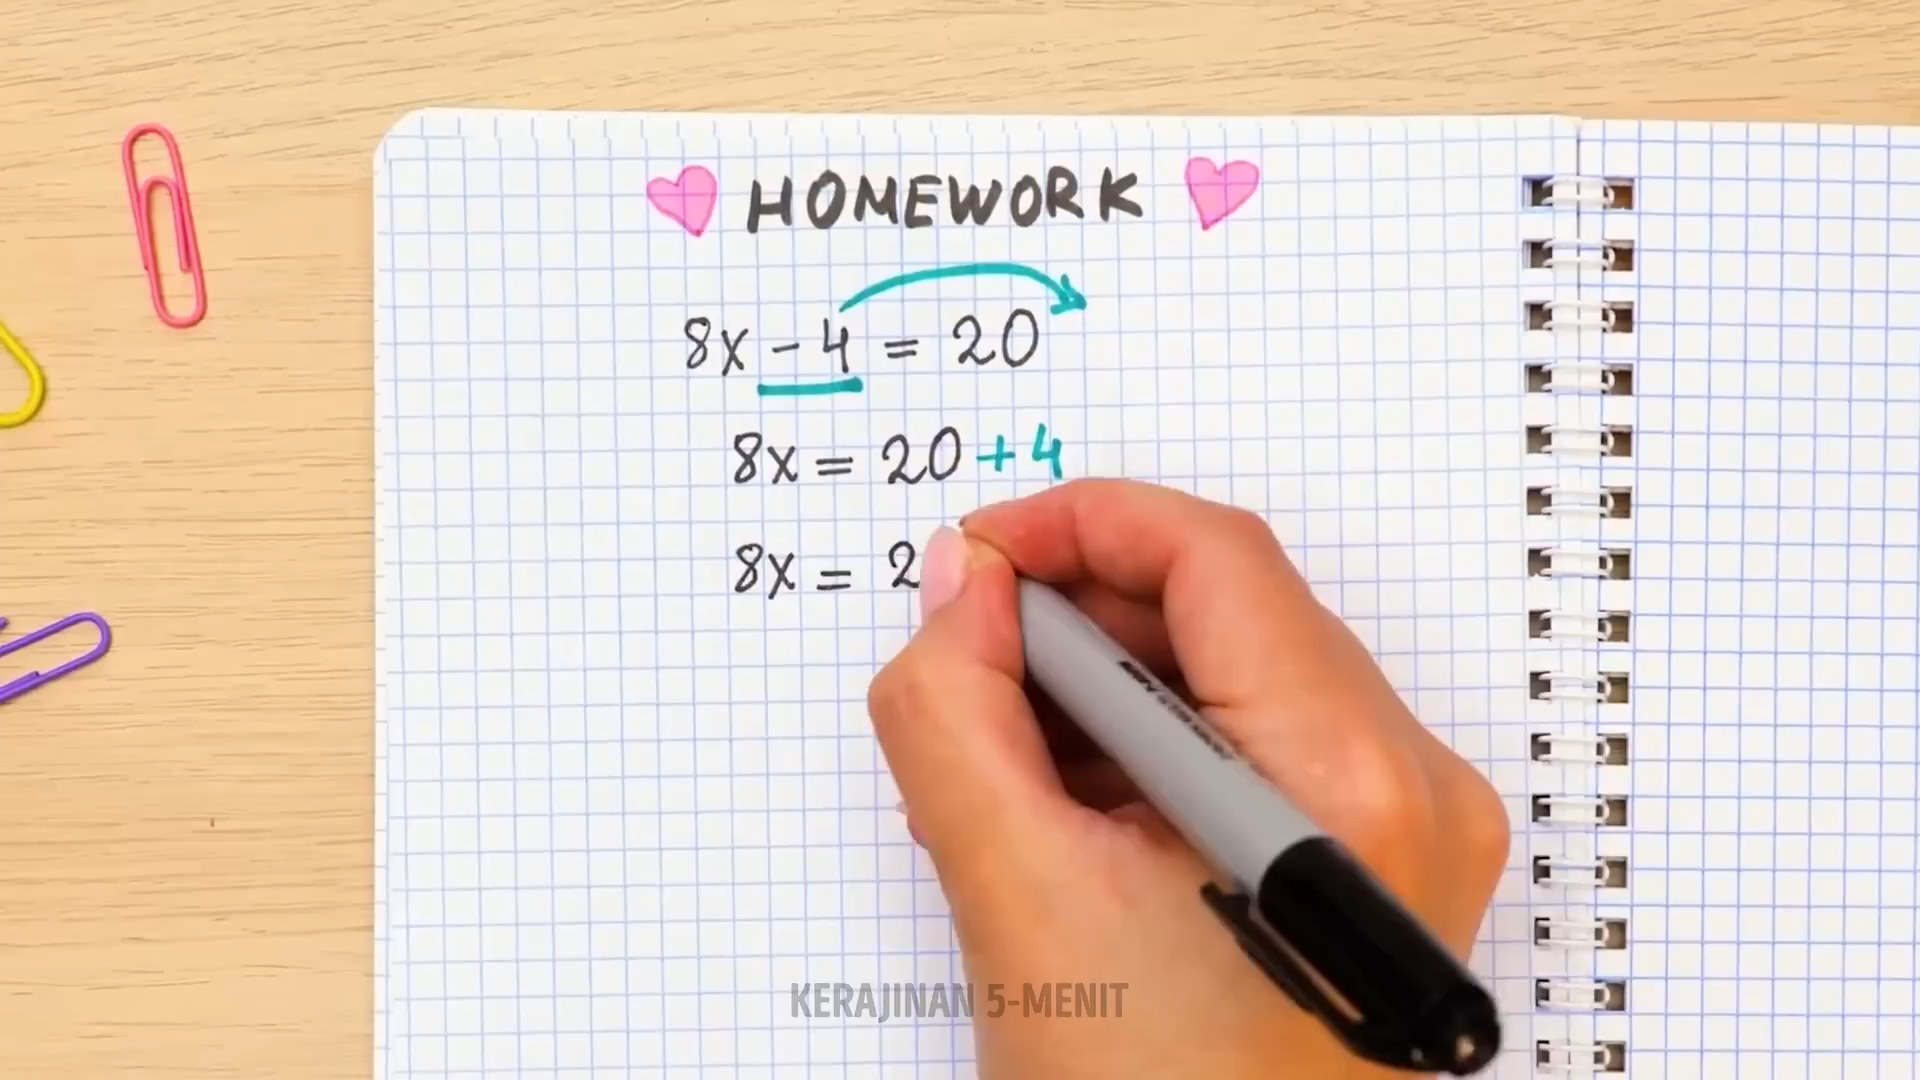 HOMEWORK
8x - 4 = 20
8x = 20 + 4
8x = 2
KERAJINAN 5-MENIT